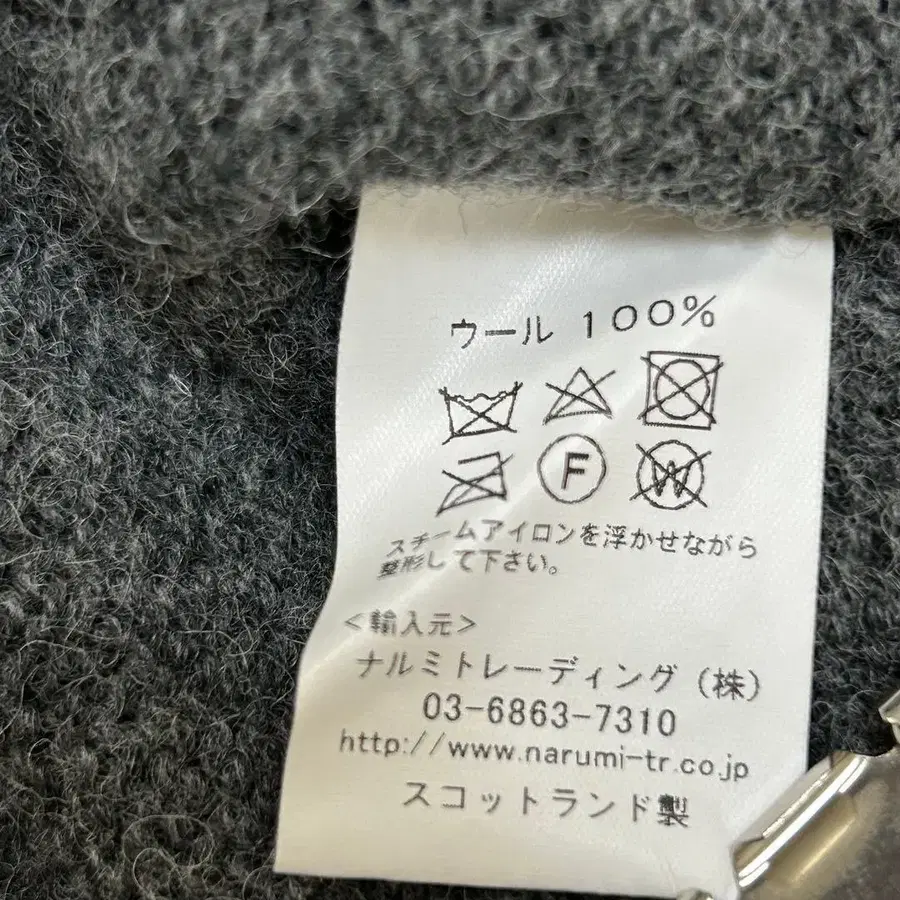 ウール 100%
F W
スチームアイロンを浮かせながら
整形して下さい。
<輸入元>
ナルミトレーディング(株)
03-6863-7310
http://www.narumi-tr.co.jp
スコットランド製